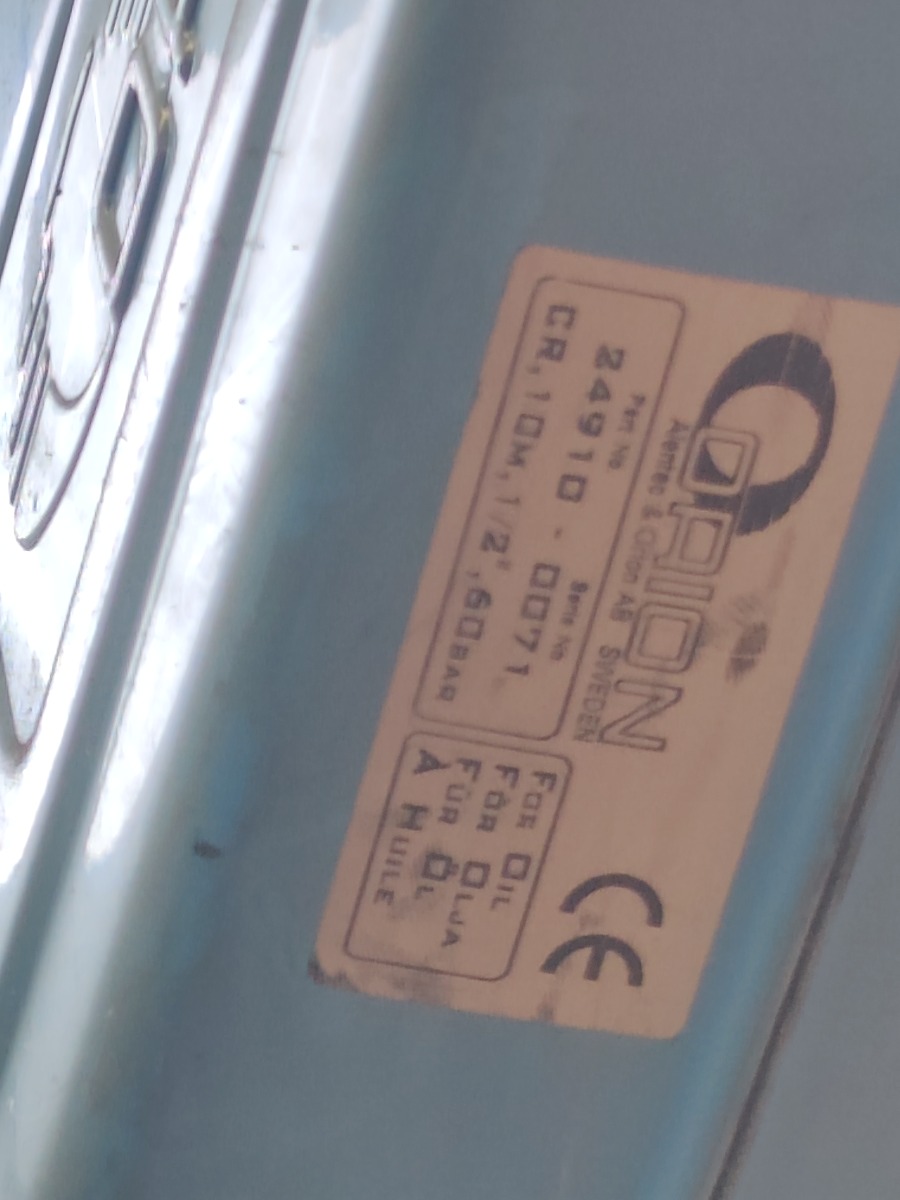 ORION
Alentec & Orion AB SWEDEN
Part No Serie No
24910 - 0071
CR, 10M, 1/2", 60BAR
FOR OIL
FÖR OLJA
FÜR ÖL
A HUILE
CE